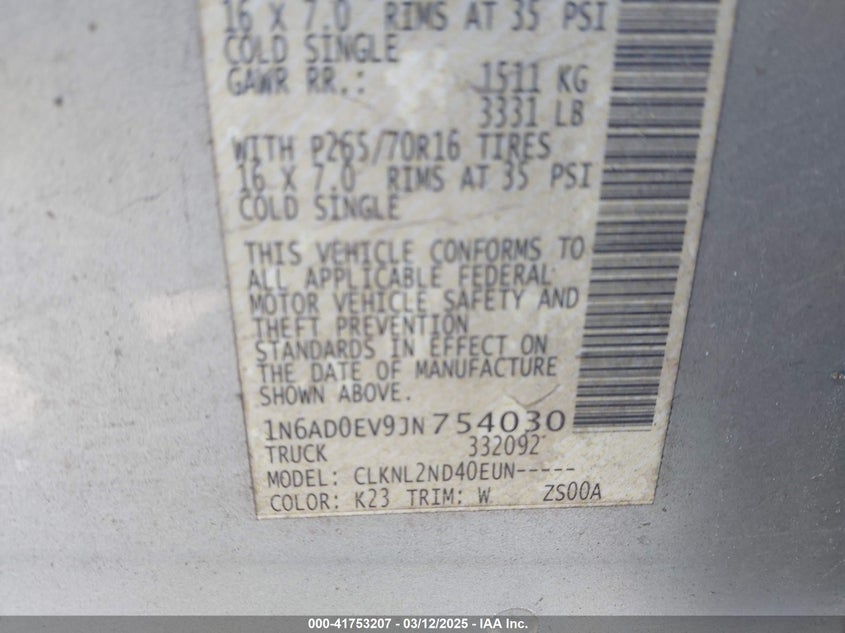 16 X 7.0 RIMS AT 35 PSI
COLD SINGLE
GAWR RR.: 1511 KG
3331 LB
WITH P265/70R16 TIRES
16 X 7.0 RIMS AT 35 PSI
COLD SINGLE
THIS VEHICLE CONFORMS TO
ALL APPLICABLE FEDERAL
MOTOR VEHICLE SAFETY AND
THEFT PREVENTION
STANDARDS IN EFFECT ON
THE DATE OF MANUFACTURE
SHOWN ABOVE.
1N6AD0EV9JN754030
TRUCK 332092
MODEL: CLKNL2ND40EUN-----
COLOR: K23 TRIM: W ZS00A
000-41753207 - 03/12/2025 - IAA Inc.